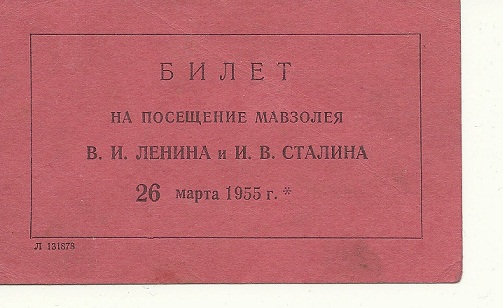 БИЛЕТ
НА ПОСЕЩЕНИЕ МАВЗОЛЕЯ
В. И. ЛЕНИНА и И. В. СТАЛИНА
26 марта 1955 г. *
Л 131878